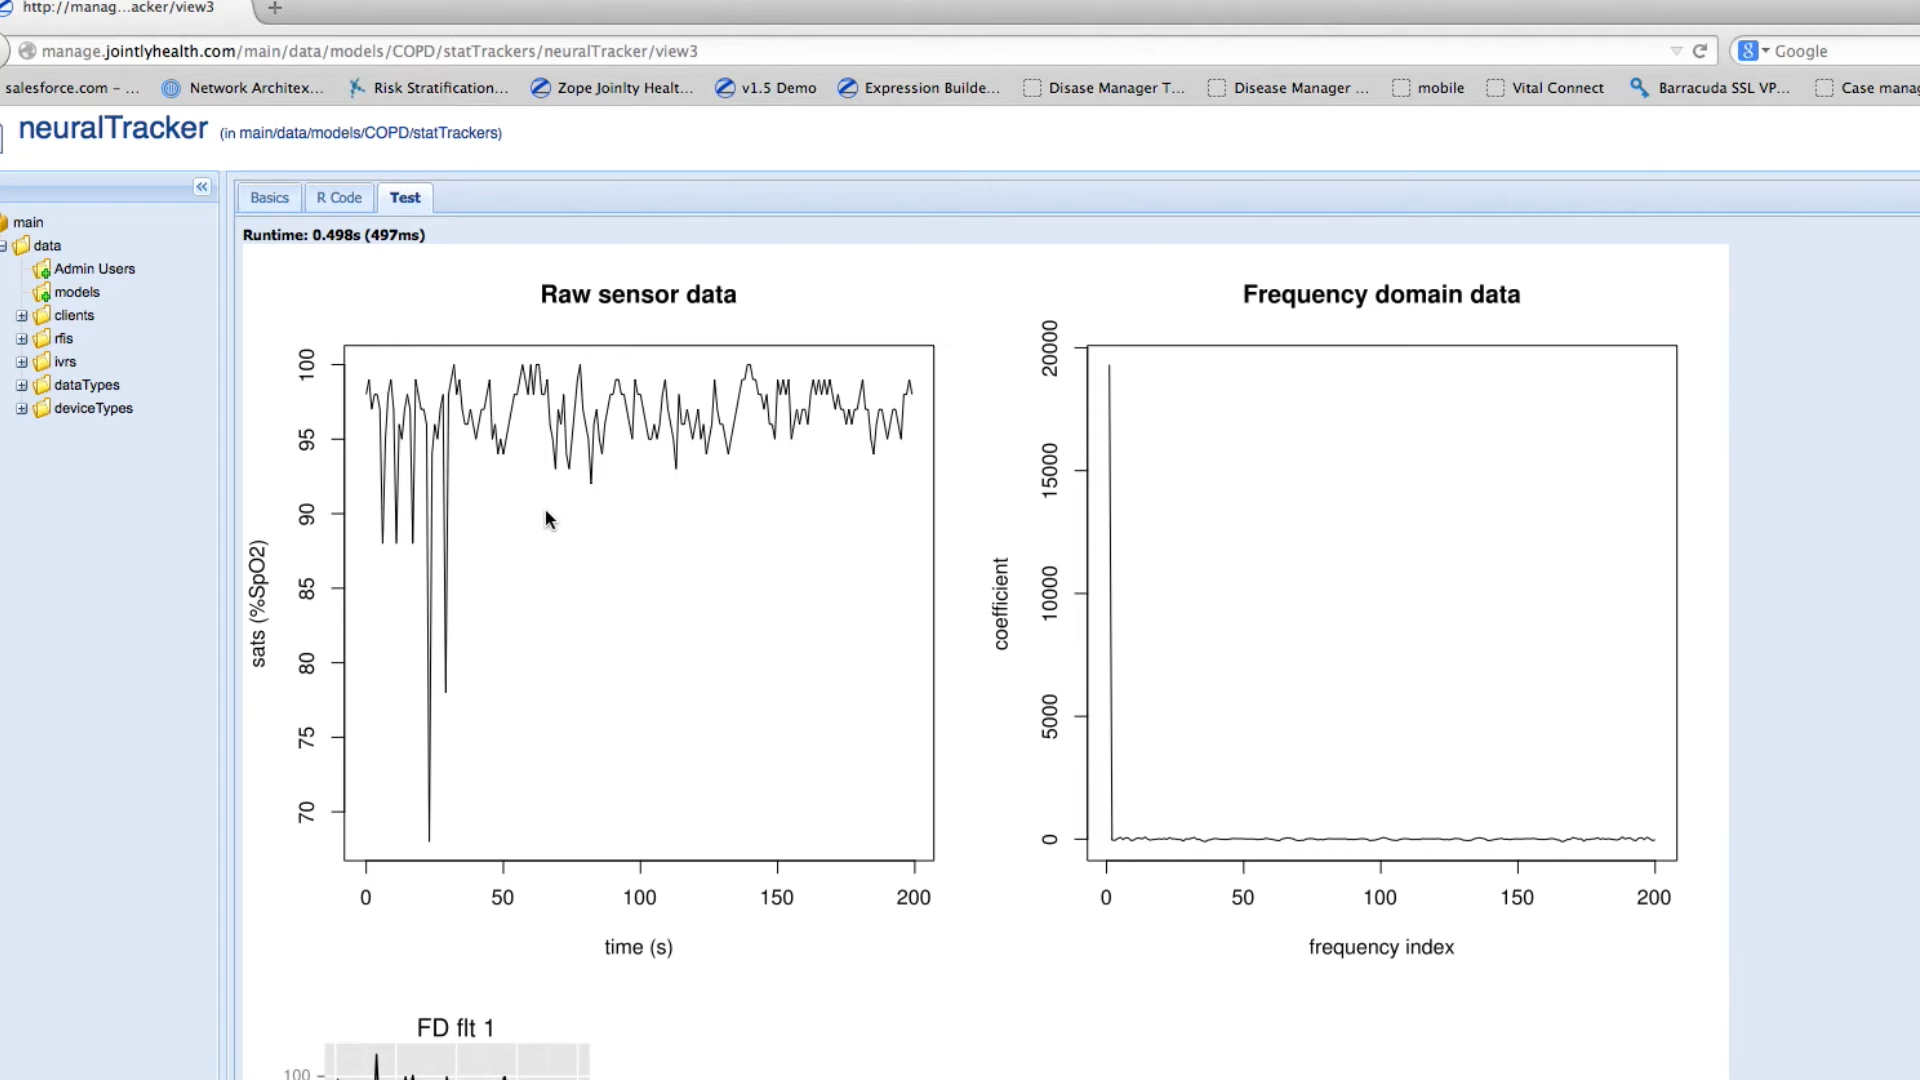 http://manag...acker/view3
manage.jointlyhealth.com/main/data/models/COPD/statTrackers/neuralTracker/view3
Google
salesforce.com – ...
Network Architex...
Risk Stratification...
Zope Joinlty Healt...
v1.5 Demo
Expression Builde...
Disase Manager T...
Disease Manager ...
mobile
Vital Connect
Barracuda SSL VP...
Case manag
neuralTracker (in main/data/models/COPD/statTrackers)
Basics
R Code
Test
Runtime: 0.498s (497ms)
main
data
Admin Users
models
clients
rfis
ivrs
dataTypes
deviceTypes
Raw sensor data
sats (%SpO2)
100
95
90
85
80
75
70
0 50 100 150 200
time (s)
Frequency domain data
coefficient
20000
15000
10000
5000
0
0 50 100 150 200
frequency index
FD flt 1
100